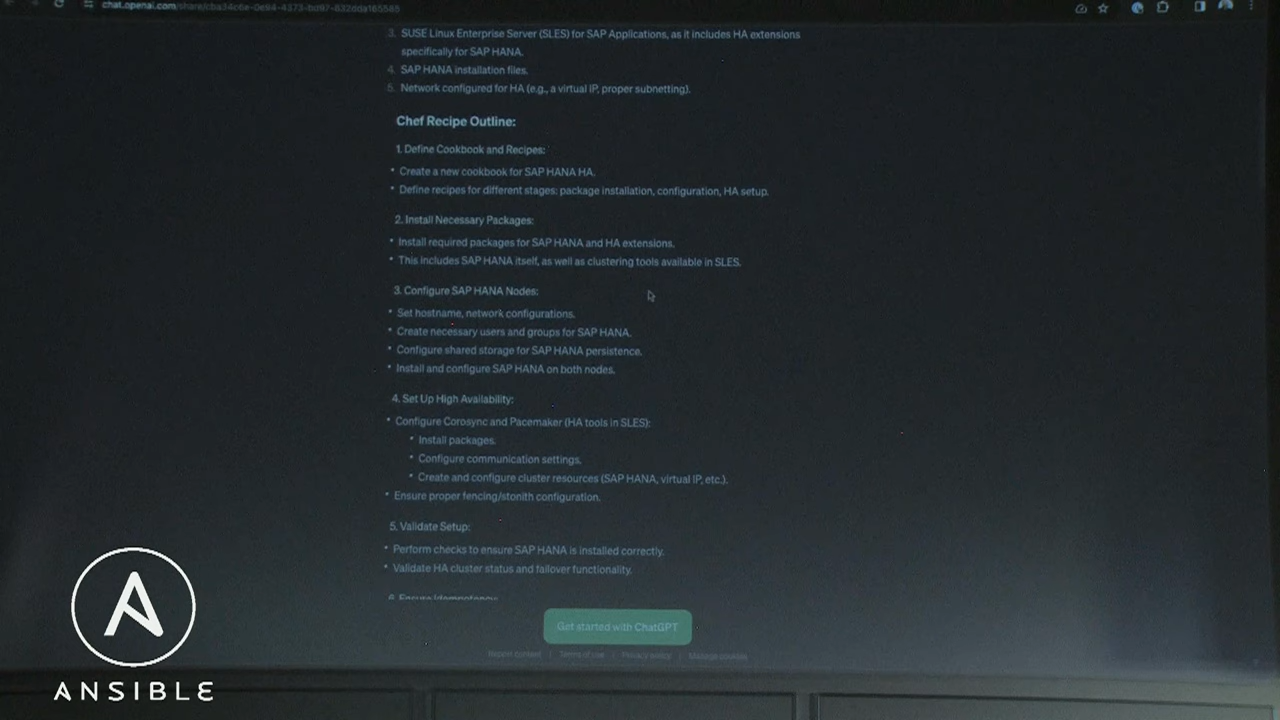 3. SUSE Linux Enterprise Server (SLES) for SAP Applications, as it includes HA extensions
specifically for SAP HANA.
4. SAP HANA installation files.
5. Network configured for HA (e.g., a virtual IP, proper subnetting).
Chef Recipe Outline:
1. Define Cookbook and Recipes:
• Create a new cookbook for SAP HANA HA.
• Define recipes for different stages: package installation, configuration, HA setup.
2. Install Necessary Packages:
• Install required packages for SAP HANA and HA extensions.
• This includes SAP HANA itself, as well as clustering tools available in SLES.
3. Configure SAP HANA Nodes:
• Set hostname, network configurations.
• Create necessary users and groups for SAP HANA.
• Configure shared storage for SAP HANA persistence.
• Install and configure SAP HANA on both nodes.
4. Set Up High Availability:
• Configure Corosync and Pacemaker (HA tools in SLES):
• Install packages.
• Configure communication settings.
• Create and configure cluster resources (SAP HANA, virtual IP, etc.).
• Ensure proper fencing/stonith configuration.
5. Validate Setup:
• Perform checks to ensure SAP HANA is installed correctly.
• Validate HA cluster status and failover functionality.
Get started with ChatGPT
Report content | Terms of use | Privacy policy | Manage cookies
ANSIBLE